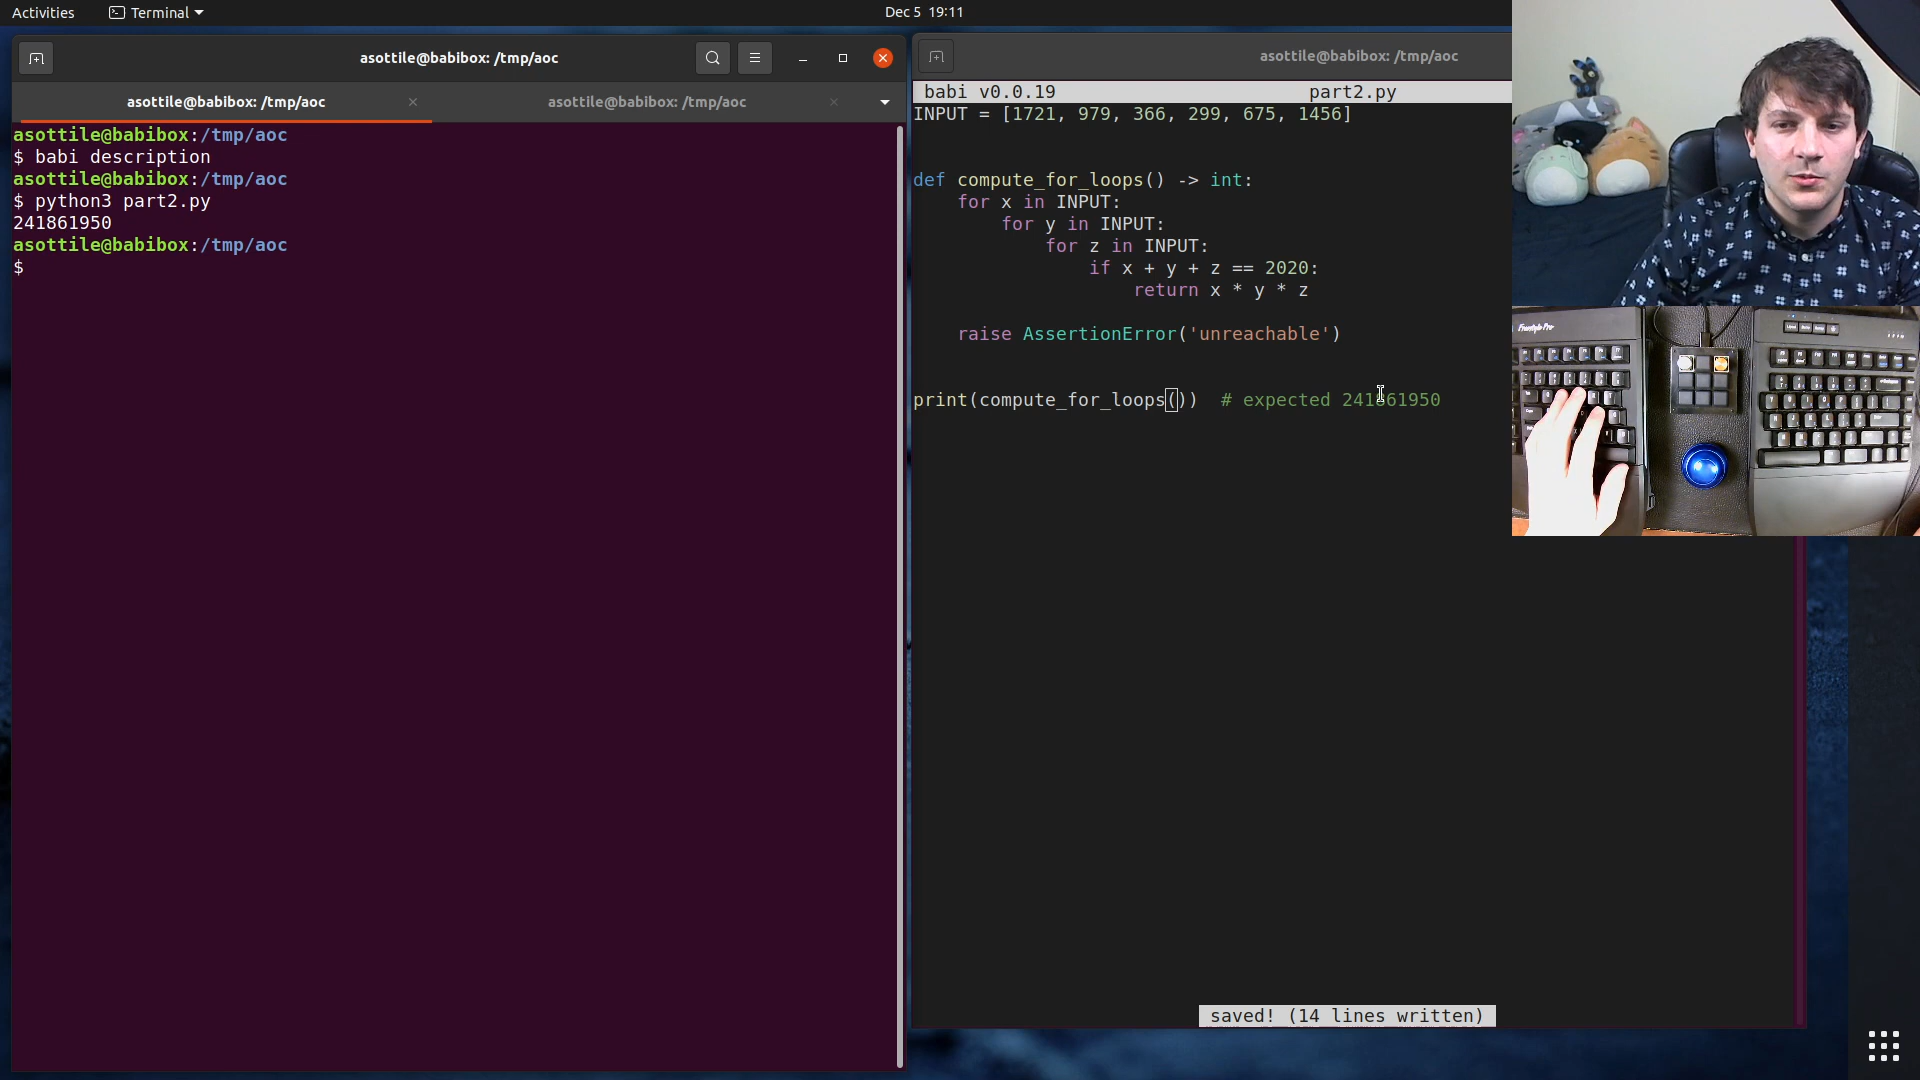 Activities
Terminal
Dec 5 19:11
asottile@babibox: /tmp/aoc
asottile@babibox: /tmp/aoc
asottile@babibox: /tmp/aoc
asottile@babibox:/tmp/aoc
$ babi description
asottile@babibox:/tmp/aoc
$ python3 part2.py
241861950
asottile@babibox:/tmp/aoc
$
asottile@babibox: /tmp/aoc
babi v0.0.19 part2.py
INPUT = [1721, 979, 366, 299, 675, 1456]
def compute_for_loops() -> int:
    for x in INPUT:
        for y in INPUT:
            for z in INPUT:
                if x + y + z == 2020:
                    return x * y * z
    raise AssertionError('unreachable')
print(compute_for_loops())  # expected 241861950
saved! (14 lines written)
Freestyle Pro